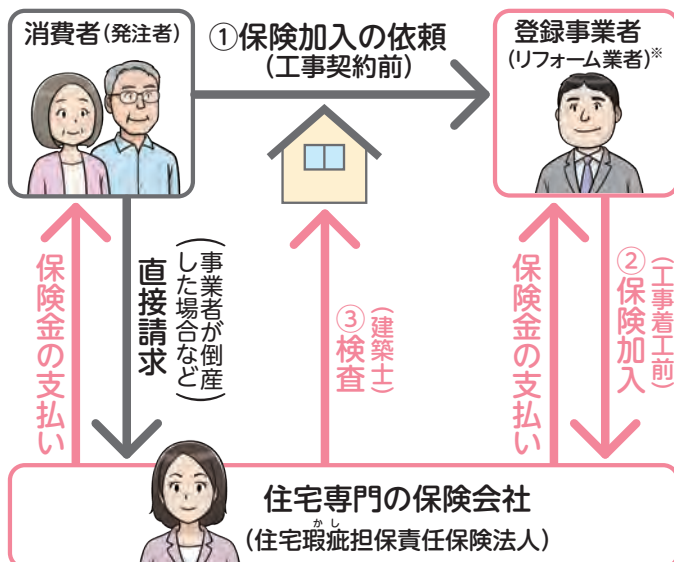 消費者(発注者)
①保険加入の依頼
(工事契約前)
登録事業者
(リフォーム業者)※
保険金の支払い
直接請求
(事業者が倒産
した場合など)
③検査
(建築士)
保険金の支払い
②保険加入
(工事着工前)
住宅専門の保険会社
かし
(住宅瑕疵担保責任保険法人)